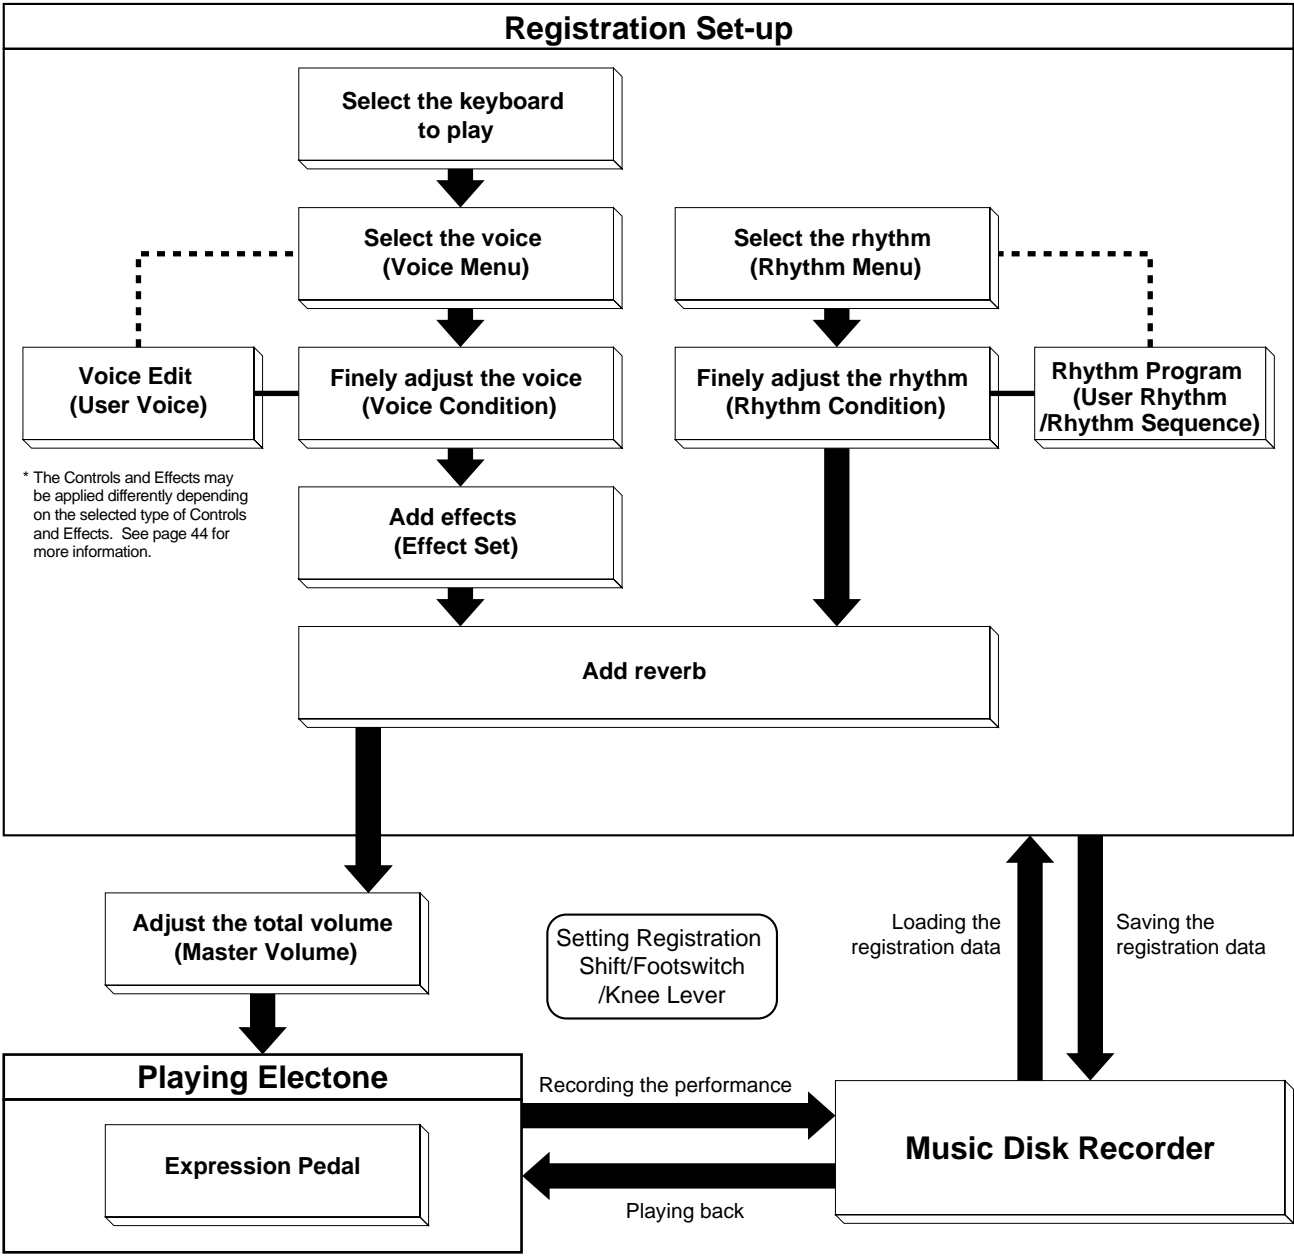 Registration Set-up
Select the keyboard
to play
Select the voice
(Voice Menu)
Select the rhythm
(Rhythm Menu)
Voice Edit
(User Voice)
Finely adjust the voice
(Voice Condition)
Finely adjust the rhythm
(Rhythm Condition)
Rhythm Program
(User Rhythm
/Rhythm Sequence)
* The Controls and Effects may
be applied differently depending
on the selected type of Controls
and Effects.  See page 44 for
more information.
Add effects
(Effect Set)
Add reverb
Adjust the total volume
(Master Volume)
Setting Registration
Shift/Footswitch
/Knee Lever
Loading the
registration data
Saving the
registration data
Playing Electone
Expression Pedal
Recording the performance
Playing back
Music Disk Recorder